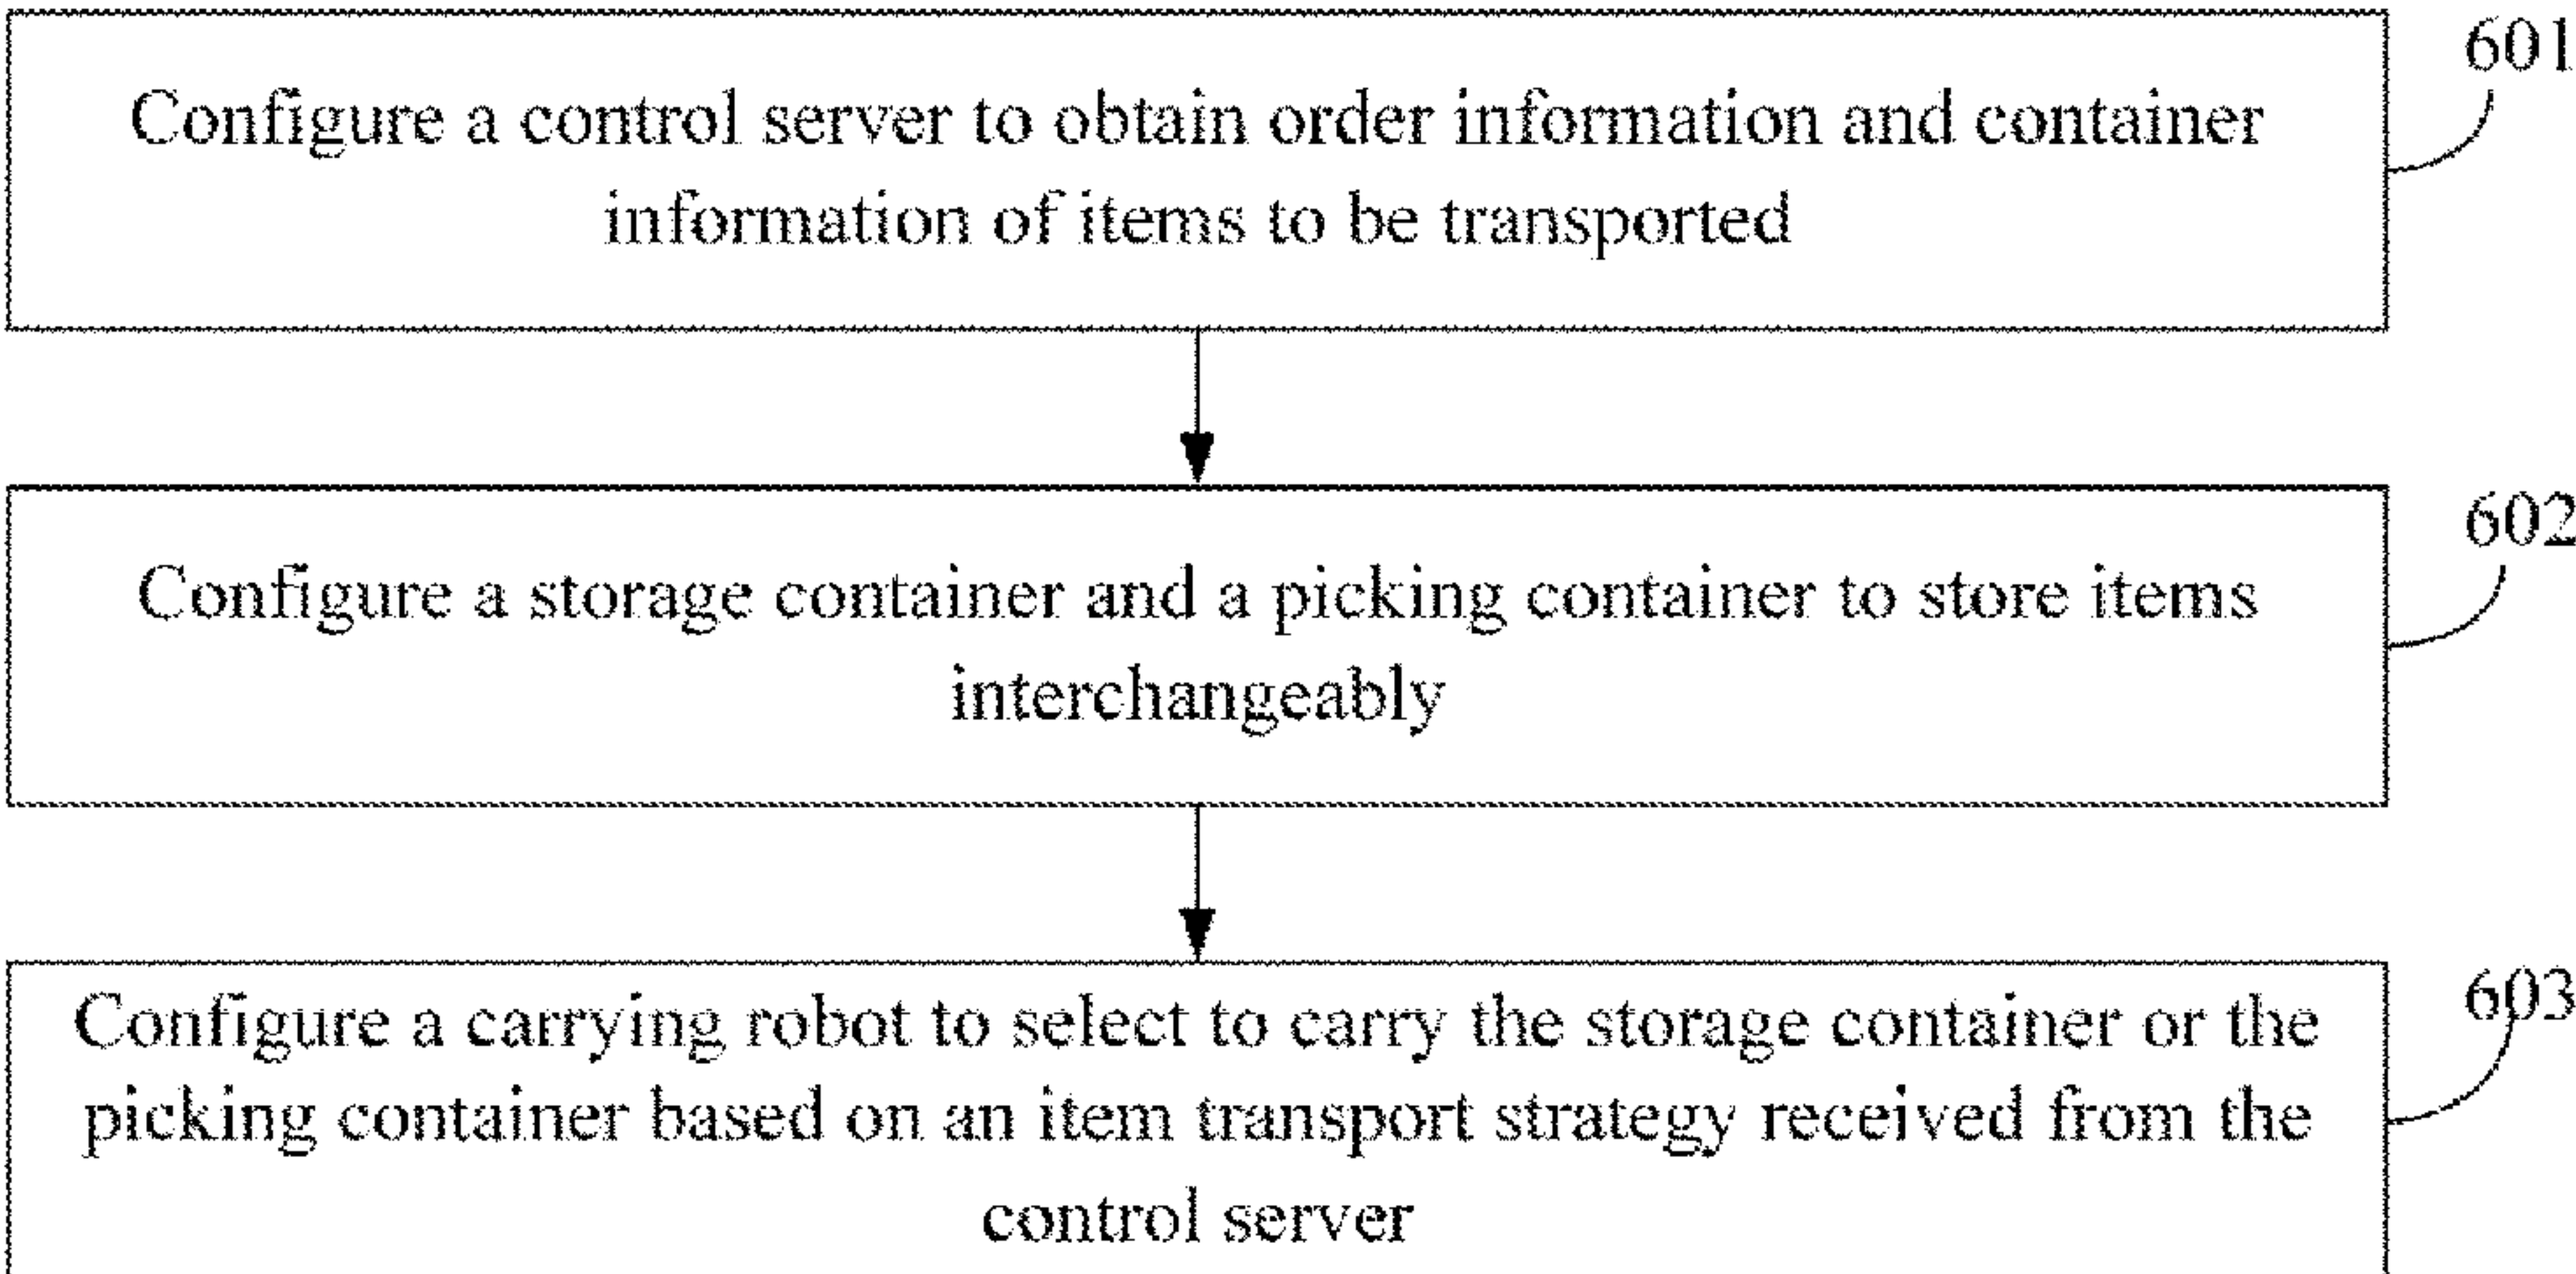 601
Configure a control server to obtain order information and container
information of items to be transported
602
Configure a storage container and a picking container to store items
interchangeably
603
Configure a carrying robot to select to carry the storage container or the
picking container based on an item transport strategy received from the
control server